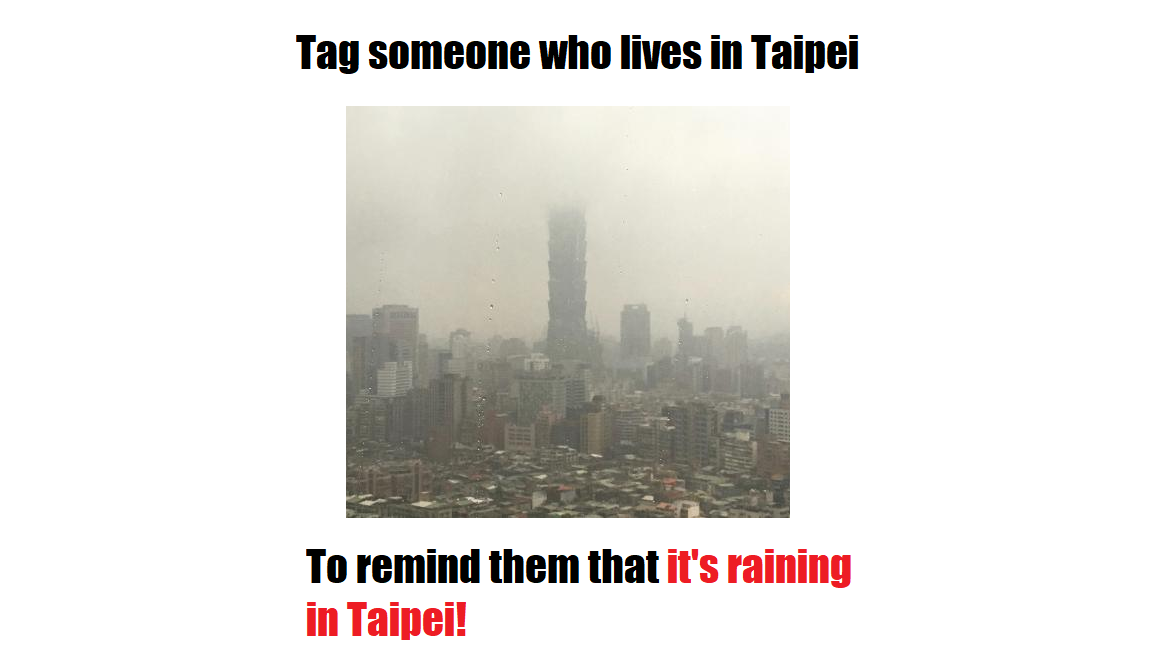 Tag someone who lives in Taipei
To remind them that it's raining
in Taipei!